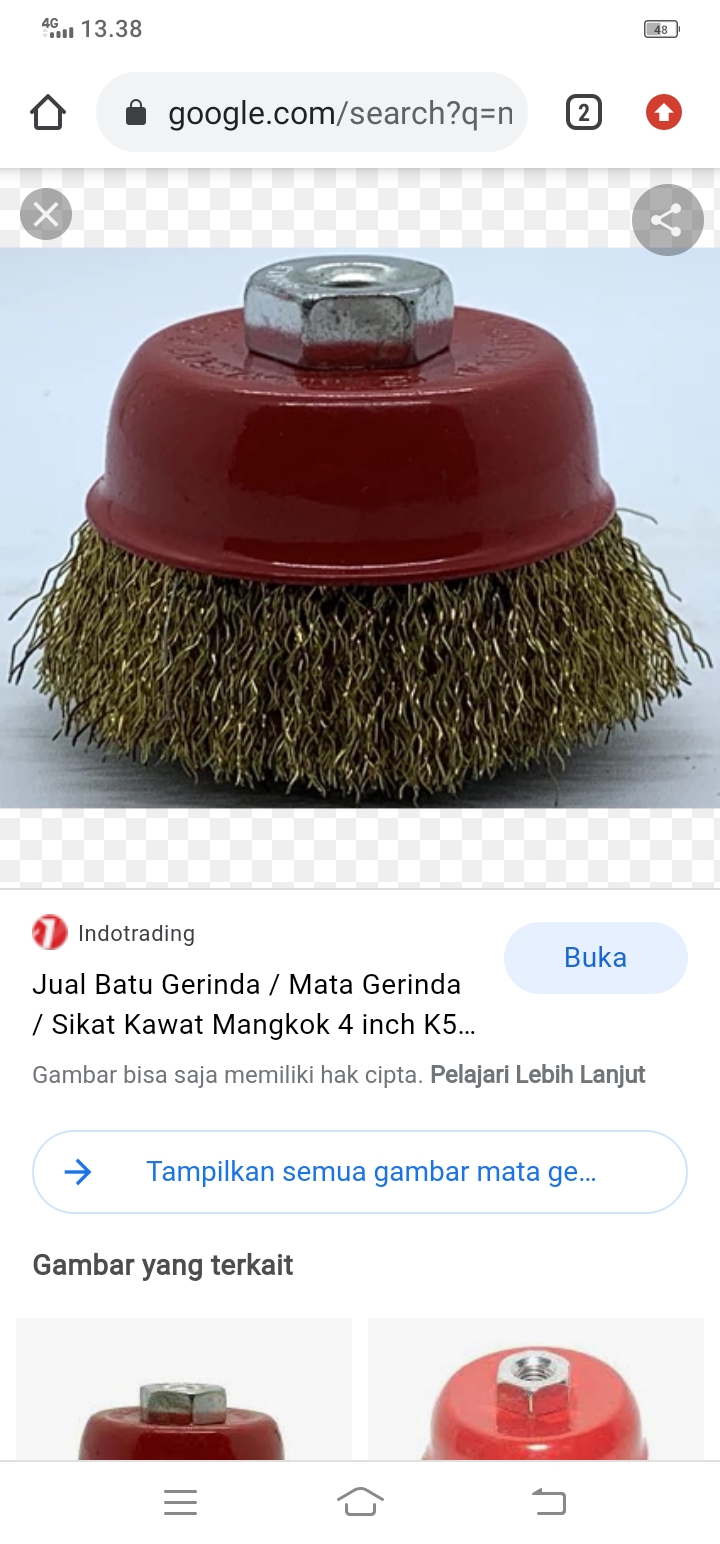 4G 13.38 48
google.com/search?q=n 2
Indotrading
Buka
Jual Batu Gerinda / Mata Gerinda
/ Sikat Kawat Mangkok 4 inch K5...
Gambar bisa saja memiliki hak cipta. Pelajari Lebih Lanjut
Tampilkan semua gambar mata ge...
Gambar yang terkait